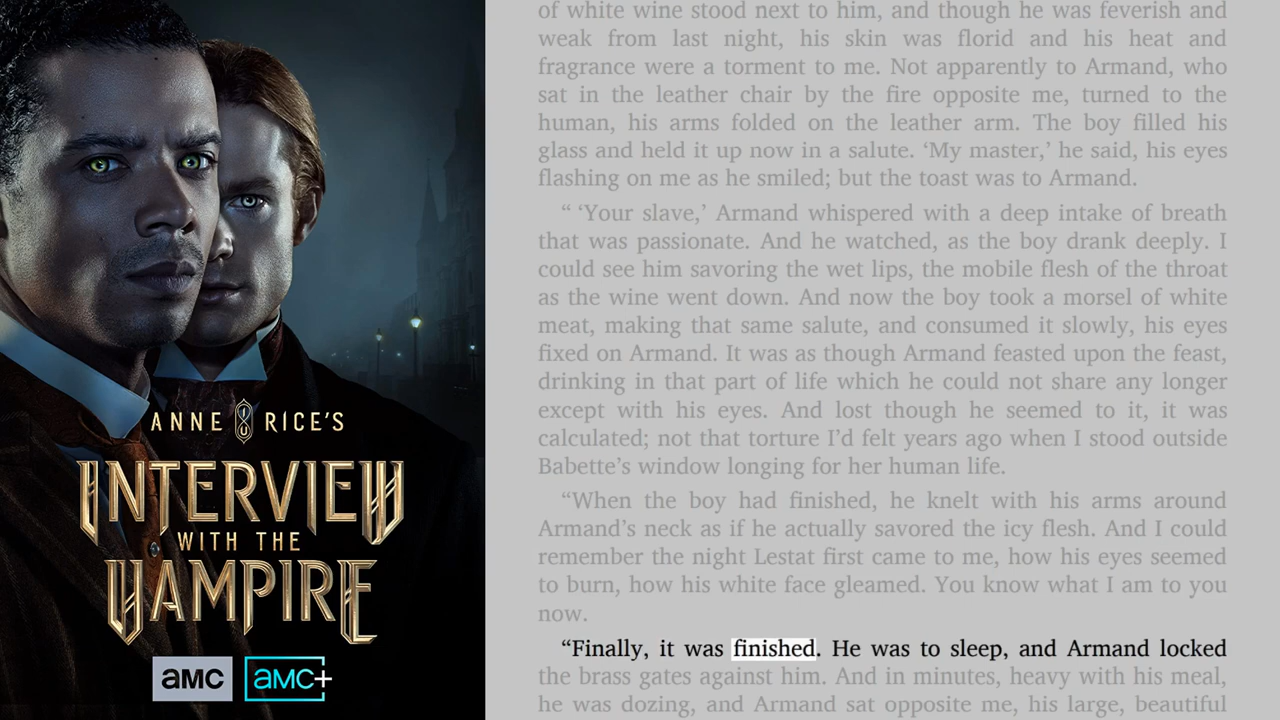 ANNE RICE'S
INTERVIEW
WITH THE
VAMPIRE
aMC
aMC+
of white wine stood next to him, and though he was feverish and
weak from last night, his skin was florid and his heat and
fragrance were a torment to me. Not apparently to Armand, who
sat in the leather chair by the fire opposite me, turned to the
human, his arms folded on the leather arm. The boy filled his
glass and held it up now in a salute. ‘My master,’ he said, his eyes
flashing on me as he smiled; but the toast was to Armand.
“ ‘Your slave,’ Armand whispered with a deep intake of breath
that was passionate. And he watched, as the boy drank deeply. I
could see him savoring the wet lips, the mobile flesh of the throat
as the wine went down. And now the boy took a morsel of white
meat, making that same salute, and consumed it slowly, his eyes
fixed on Armand. It was as though Armand feasted upon the feast,
drinking in that part of life which he could not share any longer
except with his eyes. And lost though he seemed to it, it was
calculated; not that torture I’d felt years ago when I stood outside
Babette’s window longing for her human life.
“When the boy had finished, he knelt with his arms around
Armand’s neck as if he actually savored the icy flesh. And I could
remember the night Lestat first came to me, how his eyes seemed
to burn, how his white face gleamed. You know what I am to you
now.
“Finally, it was finished. He was to sleep, and Armand locked
the brass gates against him. And in minutes, heavy with his meal,
he was dozing, and Armand sat opposite me, his large, beautiful